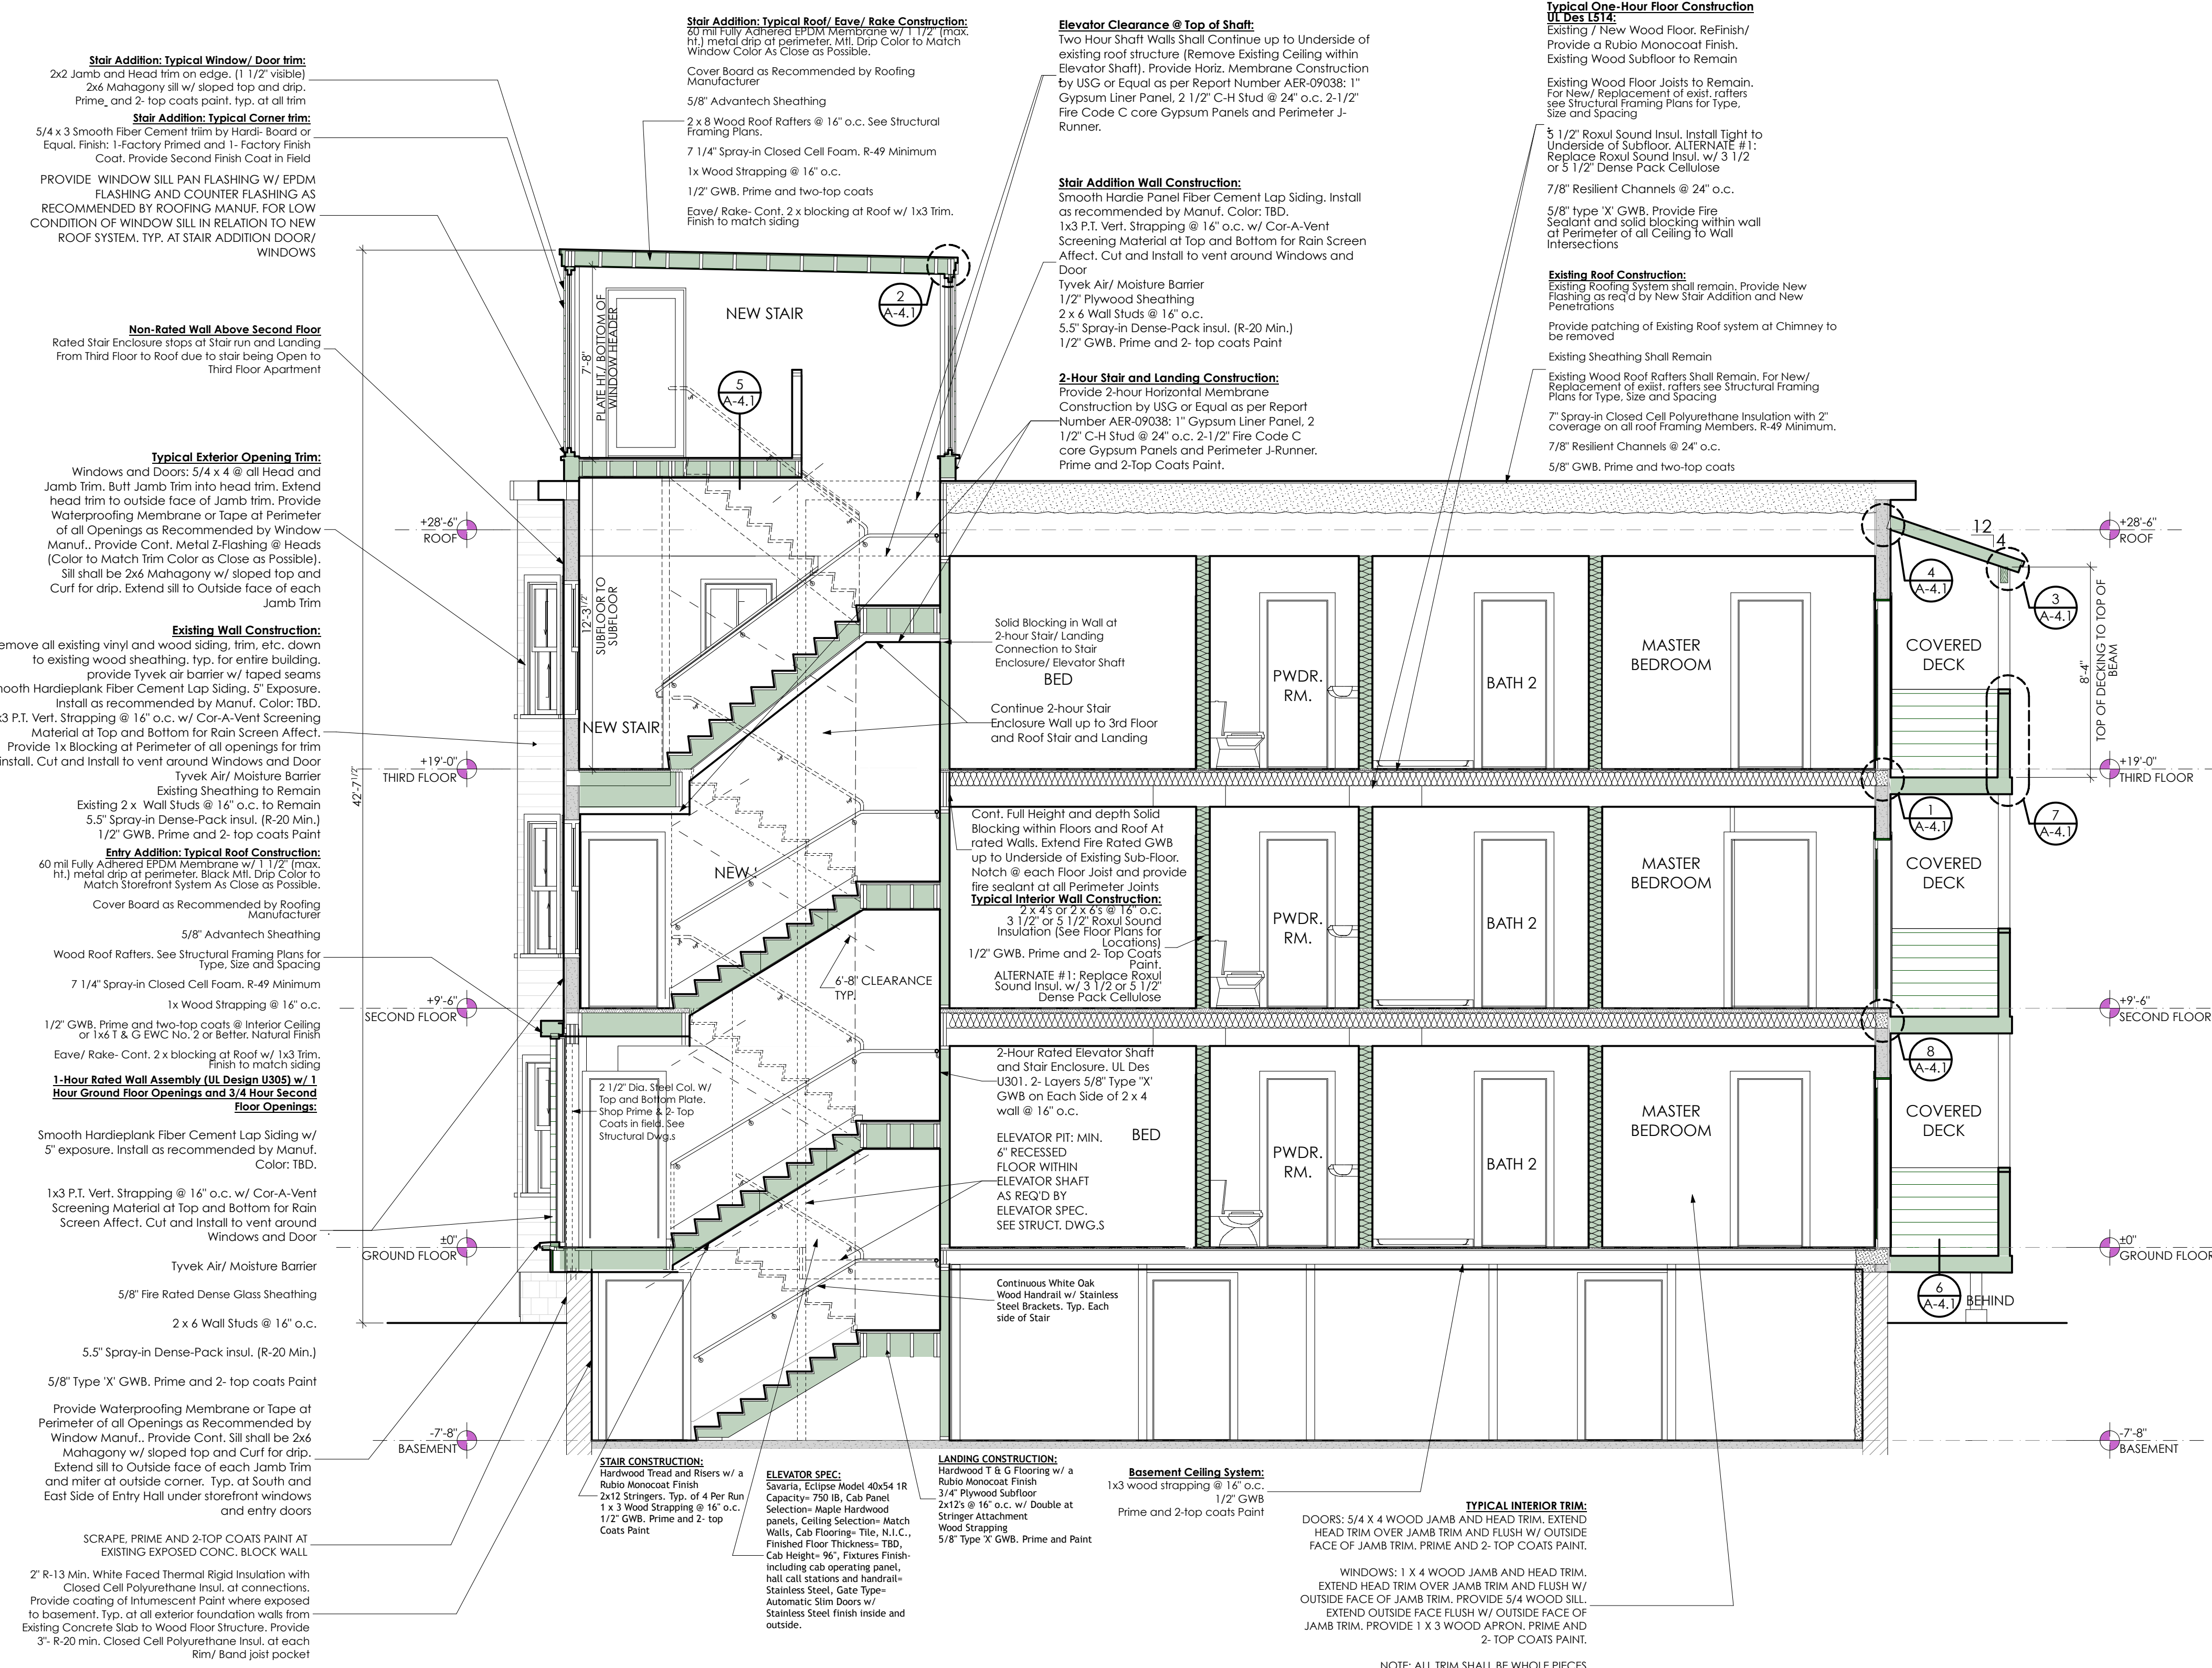 Stair Addition: Typical Window/ Door trim:
2x2 Jamb and Head trim on edge. (1 1/2" visible)
2x6 Mahagony sill w/ sloped top and drip.
Prime_ and 2- top coats paint. typ. at all trim
Stair Addition: Typical Corner trim:
5/4 x 3 Smooth Fiber Cement triim by Hardi- Board or
Equal. Finish: 1-Factory Primed and 1- Factory Finish
Coat. Provide Second Finish Coat in Field
PROVIDE WINDOW SILL PAN FLASHING W/ EPDM
FLASHING AND COUNTER FLASHING AS
RECOMMENDED BY ROOFING MANUF. FOR LOW
CONDITION OF WINDOW SILL IN RELATION TO NEW
ROOF SYSTEM. TYP. AT STAIR ADDITION DOOR/
WINDOWS
Non-Rated Wall Above Second Floor
Rated Stair Enclosure stops at Stair run and Landing
From Third Floor to Roof due to stair being Open to
Third Floor Apartment
Typical Exterior Opening Trim:
Windows and Doors: 5/4 x 4 @ all Head and
Jamb Trim. Butt Jamb Trim into head trim. Extend
head trim to outside face of Jamb trim. Provide
Waterproofing Membrane or Tape at Perimeter
of all Openings as Recommended by Window
Manuf.. Provide Cont. Metal Z-Flashing @ Heads
(Color to Match Trim Color as Close as Possible).
Sill shall be 2x6 Mahagony w/ sloped top and
Curf for drip. Extend sill to Outside face of each
Jamb Trim
Existing Wall Construction:
emove all existing vinyl and wood siding, trim, etc. down
to existing wood sheathing. typ. for entire building.
provide Tyvek air barrier w/ taped seams
mooth Hardieplank Fiber Cement Lap Siding. 5" Exposure.
Install as recommended by Manuf. Color: TBD.
x3 P.T. Vert. Strapping @ 16" o.c. w/ Cor-A-Vent Screening
Material at Top and Bottom for Rain Screen Affect.
Provide 1x Blocking at Perimeter of all openings for trim
install. Cut and Install to vent around Windows and Door
Tyvek Air/ Moisture Barrier
Existing Sheathing to Remain
Existing 2 x Wall Studs @ 16" o.c. to Remain
5.5" Spray-in Dense-Pack insul. (R-20 Min.)
1/2" GWB. Prime and 2- top coats Paint
Entry Addition: Typical Roof Construction:
60 mil Fully Adhered EPDM Membrane w/ 1 1/2" (max.
ht.) metal drip at perimeter. Black Mtl. Drip Color to
Match Storefront System As Close as Possible.
Cover Board as Recommended by Roofing
Manufacturer
5/8" Advantech Sheathing
Wood Roof Rafters. See Structural Framing Plans for
Type, Size and Spacing
7 1/4" Spray-in Closed Cell Foam. R-49 Minimum
1x Wood Strapping @ 16" o.c.
1/2" GWB. Prime and two-top coats @ Interior Ceiling
or 1x6 T & G EWC No. 2 or Better. Natural Finish
Eave/ Rake- Cont. 2 x blocking at Roof w/ 1x3 Trim.
Finish to match siding
1-Hour Rated Wall Assembly (UL Design U305) w/ 1
Hour Ground Floor Openings and 3/4 Hour Second
Floor Openings:
Smooth Hardieplank Fiber Cement Lap Siding w/
5" exposure. Install as recommended by Manuf.
Color: TBD.
1x3 P.T. Vert. Strapping @ 16" o.c. w/ Cor-A-Vent
Screening Material at Top and Bottom for Rain
Screen Affect. Cut and Install to vent around
Windows and Door
Tyvek Air/ Moisture Barrier
5/8" Fire Rated Dense Glass Sheathing
2 x 6 Wall Studs @ 16" o.c.
5.5" Spray-in Dense-Pack insul. (R-20 Min.)
5/8" Type 'X' GWB. Prime and 2- top coats Paint
Provide Waterproofing Membrane or Tape at
Perimeter of all Openings as Recommended by
Window Manuf.. Provide Cont. Sill shall be 2x6
Mahagony w/ sloped top and Curf for drip.
Extend sill to Outside face of each Jamb Trim
and miter at outside corner. Typ. at South and
East Side of Entry Hall under storefront windows
and entry doors
SCRAPE, PRIME AND 2-TOP COATS PAINT AT
EXISTING EXPOSED CONC. BLOCK WALL
2" R-13 Min. White Faced Thermal Rigid Insulation with
Closed Cell Polyurethane Insul. at connections.
Provide coating of Intumescent Paint where exposed
to basement. Typ. at all exterior foundation walls from
Existing Concrete Slab to Wood Floor Structure. Provide
3"- R-20 min. Closed Cell Polyurethane Insul. at each
Rim/ Band joist pocket
Stair Addition: Typical Roof/ Eave/ Rake Construction:
60 mil Fully Adhered EPDM Membrane w/ 1 1/2" (max.
ht.) metal drip at perimeter. Mtl. Drip Color to Match
Window Color As Close as Possible.
Cover Board as Recommended by Roofing
Manufacturer
5/8" Advantech Sheathing
2 x 8 Wood Roof Rafters @ 16" o.c. See Structural
Framing Plans.
7 1/4" Spray-in Closed Cell Foam. R-49 Minimum
1x Wood Strapping @ 16" o.c.
1/2" GWB. Prime and two-top coats
Eave/ Rake- Cont. 2 x blocking at Roof w/ 1x3 Trim.
Finish to match siding
Elevator Clearance @ Top of Shaft:
Two Hour Shaft Walls Shall Continue up to Underside of
existing roof structure (Remove Existing Ceiling within
Elevator Shaft). Provide Horiz. Membrane Construction
by USG or Equal as per Report Number AER-09038: 1"
Gypsum Liner Panel, 2 1/2" C-H Stud @ 24" o.c. 2-1/2"
Fire Code C core Gypsum Panels and Perimeter J-
Runner.
Stair Addition Wall Construction:
Smooth Hardie Panel Fiber Cement Lap Siding. Install
as recommended by Manuf. Color: TBD.
1x3 P.T. Vert. Strapping @ 16" o.c. w/ Cor-A-Vent
Screening Material at Top and Bottom for Rain Screen
Affect. Cut and Install to vent around Windows and
Door
Tyvek Air/ Moisture Barrier
1/2" Plywood Sheathing
2 x 6 Wall Studs @ 16" o.c.
5.5" Spray-in Dense-Pack insul. (R-20 Min.)
1/2" GWB. Prime and 2- top coats Paint
2-Hour Stair and Landing Construction:
Provide 2-hour Horizontal Membrane
Construction by USG or Equal as per Report
Number AER-09038: 1" Gypsum Liner Panel, 2
1/2" C-H Stud @ 24" o.c. 2-1/2" Fire Code C
core Gypsum Panels and Perimeter J-Runner.
Prime and 2-Top Coats Paint.
Typical One-Hour Floor Construction
UL Des L514:
Existing / New Wood Floor. ReFinish/
Provide a Rubio Monocoat Finish.
Existing Wood Subfloor to Remain
Existing Wood Floor Joists to Remain.
For New/ Replacement of exist. rafters
see Structural Framing Plans for Type,
Size and Spacing
5 1/2" Roxul Sound Insul. Install Tight to
Underside of Subfloor. ALTERNATE #1:
Replace Roxul Sound Insul. w/ 3 1/2
or 5 1/2" Dense Pack Cellulose
7/8" Resilient Channels @ 24" o.c.
5/8" type 'X' GWB. Provide Fire
Sealant and solid blocking within wall
at Perimeter of all Ceiling to Wall
Intersections
Existing Roof Construction:
Existing Roofing System shall remain. Provide New
Flashing as req'd by New Stair Addition and New
Penetrations
Provide patching of Existing Roof system at Chimney to
be removed
Existing Sheathing Shall Remain
Existing Wood Roof Rafters Shall Remain. For New/
Replacement of exiist. rafters see Structural Framing
Plans for Type, Size and Spacing
7" Spray-in Closed Cell Polyurethane Insulation with 2"
coverage on all roof Framing Members. R-49 Minimum.
7/8" Resilient Channels @ 24" o.c.
5/8" GWB. Prime and two-top coats
7'-8"
PLATE HT./ BOTTOM OF
WINDOW HEADER
NEW STAIR
2
A-4.1
5
A-4.1
12'-3 1/2"
SUBFLOOR TO
SUBFLOOR
42'-7 1/2"
+28'-6"
ROOF
+19'-0"
THIRD FLOOR
+9'-6"
SECOND FLOOR
±0"
GROUND FLOOR
-7'-8"
BASEMENT
NEW STAIR
NEW
6'-8" CLEARANCE
TYP.
2 1/2" Dia. Steel Col. W/
Top and Bottom Plate.
Shop Prime & 2- Top
Coats in field. See
Structural Dwg.s
Solid Blocking in Wall at
2-hour Stair/ Landing
Connection to Stair
Enclosure/ Elevator Shaft
BED
Continue 2-hour Stair
Enclosure Wall up to 3rd Floor
and Roof Stair and Landing
PWDR.
RM.
BATH 2
MASTER
BEDROOM
COVERED
DECK
12
4
4
A-4.1
3
A-4.1
8'-4"
TOP OF DECKING TO TOP OF
BEAM
+28'-6"
ROOF
+19'-0"
THIRD FLOOR
1
A-4.1
7
A-4.1
Cont. Full Height and depth Solid
Blocking within Floors and Roof At
rated Walls. Extend Fire Rated GWB
up to Underside of Existing Sub-Floor.
Notch @ each Floor Joist and provide
fire sealant at all Perimeter Joints
Typical Interior Wall Construction:
2 x 4's or 2 x 6's @ 16" o.c.
3 1/2" or 5 1/2" Roxul Sound
Insulation (See Floor Plans for
Locations)
1/2" GWB. Prime and 2- Top Coats
Paint.
ALTERNATE #1: Replace Roxul
Sound Insul. w/ 3 1/2 or 5 1/2"
Dense Pack Cellulose
PWDR.
RM.
BATH 2
MASTER
BEDROOM
COVERED
DECK
+9'-6"
SECOND FLOOR
8
A-4.1
2-Hour Rated Elevator Shaft
and Stair Enclosure. UL Des
U301. 2- Layers 5/8" Type "X"
GWB on Each Side of 2 x 4
wall @ 16" o.c.
ELEVATOR PIT: MIN.
6" RECESSED
FLOOR WITHIN
ELEVATOR SHAFT
AS REQ'D BY
ELEVATOR SPEC.
SEE STRUCT. DWG.S
BED
PWDR.
RM.
BATH 2
MASTER
BEDROOM
COVERED
DECK
±0"
GROUND FLOOR
6
A-4.1
BEHIND
Continuous White Oak
Wood Handrail w/ Stainless
Steel Brackets. Typ. Each
side of Stair
-7'-8"
BASEMENT
STAIR CONSTRUCTION:
Hardwood Tread and Risers w/ a
Rubio Monocoat Finish
2x12 Stringers. Typ. of 4 Per Run
1 x 3 Wood Strapping @ 16" o.c.
1/2" GWB. Prime and 2- top
Coats Paint
ELEVATOR SPEC:
Savaria, Eclipse Model 40x54 1R
Capacity= 750 lB, Cab Panel
Selection= Maple Hardwood
panels, Ceiling Selection= Match
Walls, Cab Flooring= Tile, N.I.C.,
Finished Floor Thickness= TBD,
Cab Height= 96", Fixtures Finish-
including cab operating panel,
hall call stations and handrail=
Stainless Steel, Gate Type=
Automatic Slim Doors w/
Stainless Steel finish inside and
outside.
LANDING CONSTRUCTION:
Hardwood T & G Flooring w/ a
Rubio Monocoat Finish
3/4" Plywood Subfloor
2x12's @ 16" o.c. w/ Double at
Stringer Attachment
Wood Strapping
5/8" Type 'X' GWB. Prime and Paint
Basement Ceiling System:
1x3 wood strapping @ 16" o.c.
1/2" GWB
Prime and 2-top coats Paint
TYPICAL INTERIOR TRIM:
DOORS: 5/4 X 4 WOOD JAMB AND HEAD TRIM. EXTEND
HEAD TRIM OVER JAMB TRIM AND FLUSH W/ OUTSIDE
FACE OF JAMB TRIM. PRIME AND 2- TOP COATS PAINT.
WINDOWS: 1 X 4 WOOD JAMB AND HEAD TRIM.
EXTEND HEAD TRIM OVER JAMB TRIM AND FLUSH W/
OUTSIDE FACE OF JAMB TRIM. PROVIDE 5/4 WOOD SILL.
EXTEND OUTSIDE FACE FLUSH W/ OUTSIDE FACE OF
JAMB TRIM. PROVIDE 1 X 3 WOOD APRON. PRIME AND
2- TOP COATS PAINT.
NOTE: ALL TRIM SHALL BE WHOLE PIECES